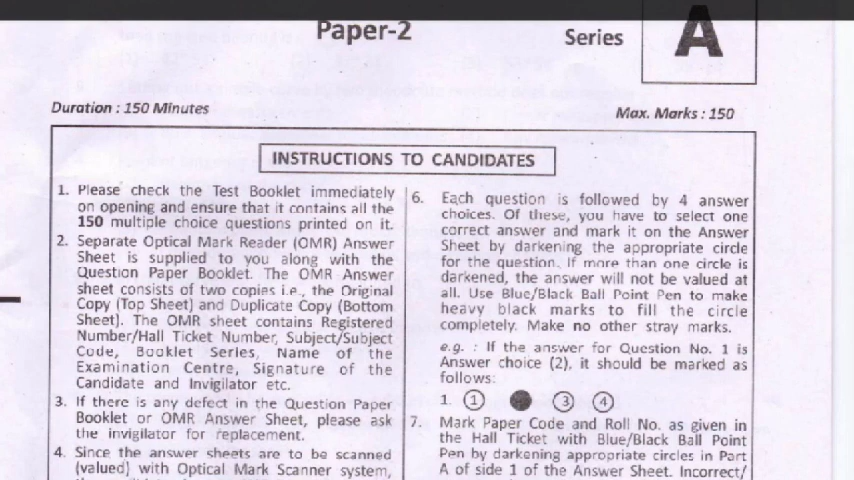 Paper-2
Series
A
Duration : 150 Minutes
Max. Marks : 150
INSTRUCTIONS TO CANDIDATES
1. Please check the Test Booklet immediately
on opening and ensure that it contains all the
150 multiple choice questions printed on it.
2. Separate Optical Mark Reader (OMR) Answer
Sheet is supplied to you along with the
Question Paper Booklet. The OMR Answer
sheet consists of two copies i.e., the Original
Copy (Top Sheet) and Duplicate Copy (Bottom
Sheet). The OMR sheet contains Registered
Number/Hall Ticket Number, Subject/Subject
Code, Booklet Series, Name of the
Examination Centre, Signature of the
Candidate and Invigilator etc.
3. If there is any defect in the Question Paper
Booklet or OMR Answer Sheet, please ask
the invigilator for replacement.
4. Since the answer sheets are to be scanned
(valued) with Optical Mark Scanner system,
6. Each question is followed by 4 answer
choices. Of these, you have to select one
correct answer and mark it on the Answer
Sheet by darkening the appropriate circle
for the question. If more than one circle is
darkened, the answer will not be valued at
all. Use Blue/Black Ball Point Pen to make
heavy black marks to fill the circle
completely. Make no other stray marks.
e.g. : If the answer for Question No. 1 is
Answer choice (2), it should be marked as
follows:
1. ① ● ③ ④
7. Mark Paper Code and Roll No. as given in
the Hall Ticket with Blue/Black Ball Point
Pen by darkening appropriate circles in Part
A of side 1 of the Answer Sheet. Incorrect/